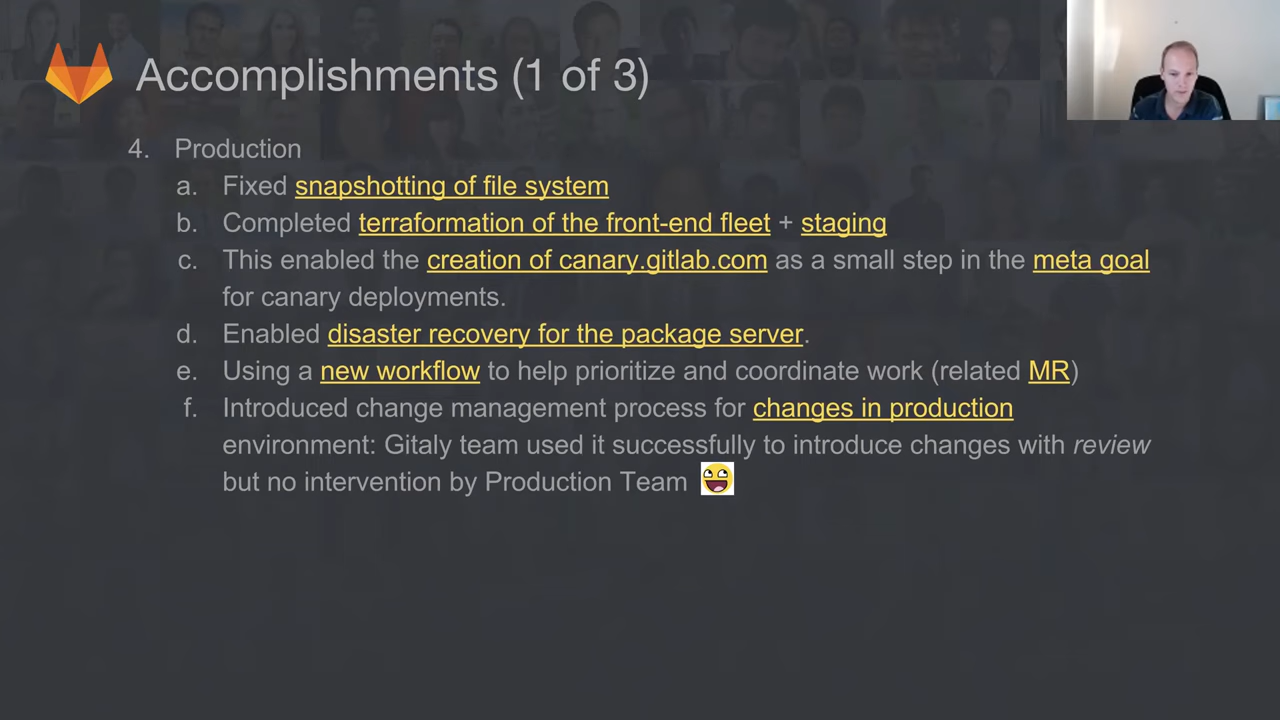 Accomplishments (1 of 3)
4. Production
a. Fixed snapshotting of file system
b. Completed terraformation of the front-end fleet + staging
c. This enabled the creation of canary.gitlab.com as a small step in the meta goal
for canary deployments.
d. Enabled disaster recovery for the package server.
e. Using a new workflow to help prioritize and coordinate work (related MR)
f. Introduced change management process for changes in production
environment: Gitaly team used it successfully to introduce changes with review
but no intervention by Production Team